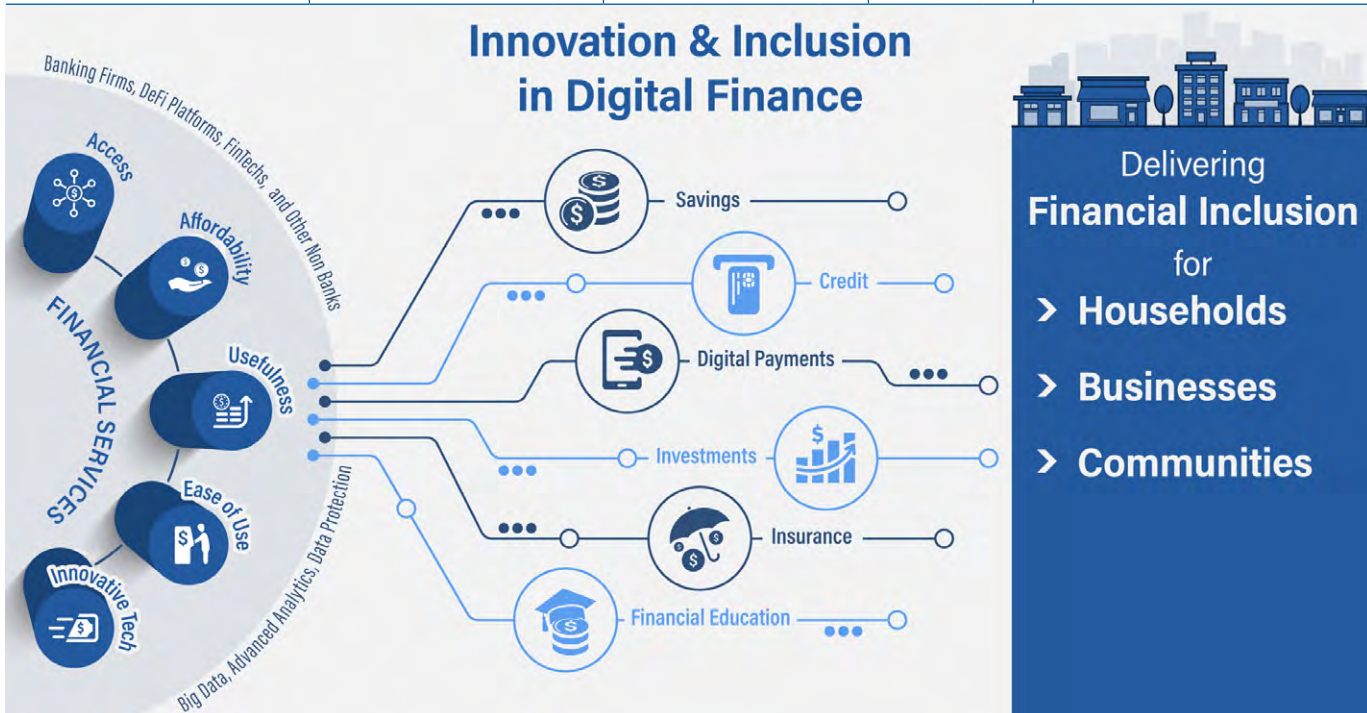 Innovation & Inclusion
in Digital Finance
Banking Firms, DeFi Platforms, FinTechs, and Other Non Banks
Access
Affordability
Usefulness
Ease of Use
Innovative Tech
FINANCIAL SERVICES
Big Data, Advanced Analytics, Data Protection
Savings
Credit
Digital Payments
Investments
Insurance
Financial Education
Delivering
Financial Inclusion
for
> Households
> Businesses
> Communities